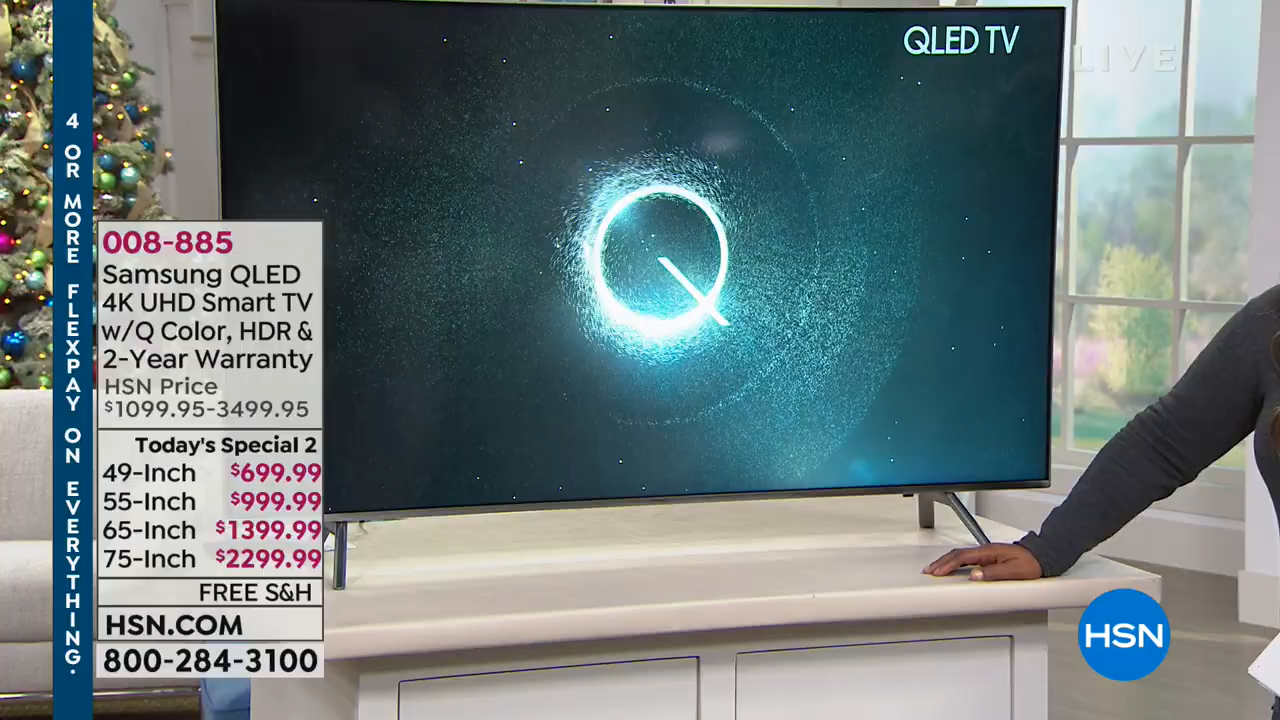 QLED TV
LIVE
4 OR MORE FLEXPAY ON EVERYTHING.
008-885
Samsung QLED
4K UHD Smart TV
w/Q Color, HDR &
2-Year Warranty
HSN Price
$1099.95-3499.95
Today's Special 2
49-Inch $699.99
55-Inch $999.99
65-Inch $1399.99
75-Inch $2299.99
FREE S&H
HSN.COM
800-284-3100
Q
HSN